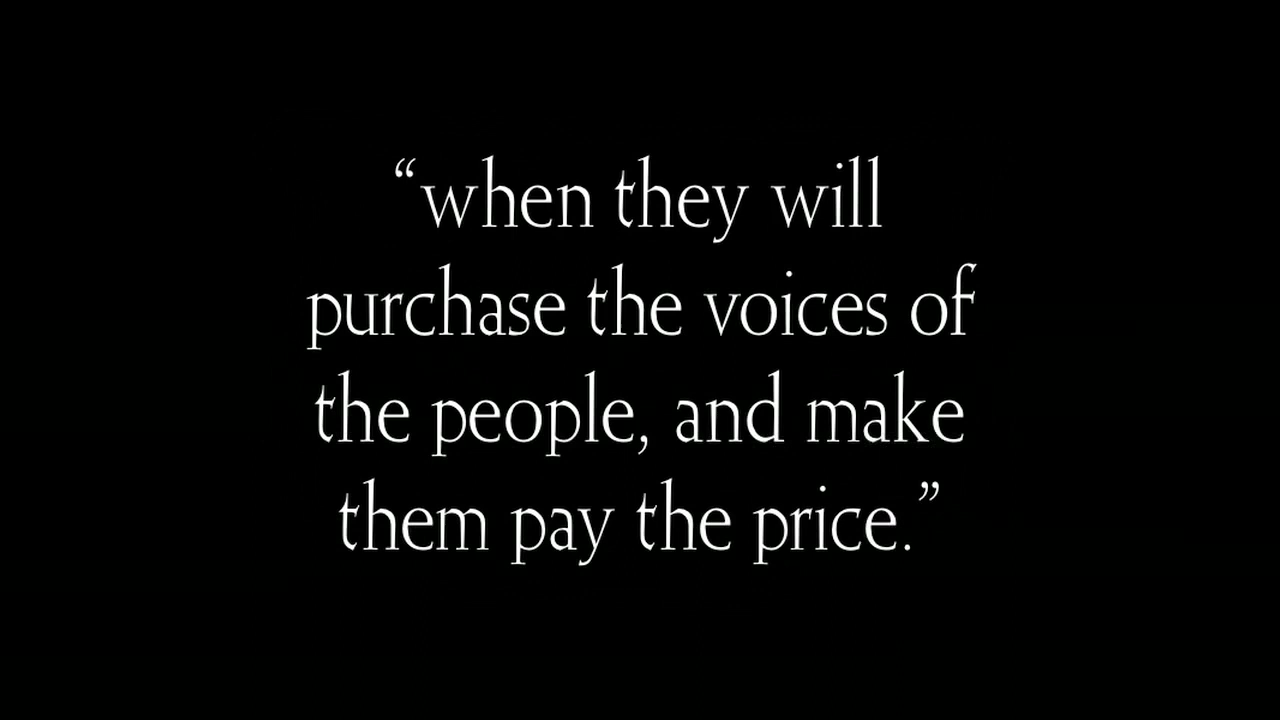 “when they will
purchase the voices of
the people, and make
them pay the price.”